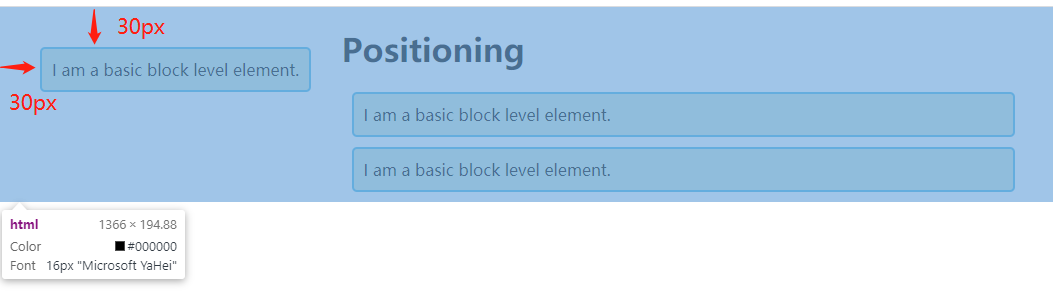 30px
Positioning
I am a basic block level element.
30px
I am a basic block level element.
I am a basic block level element.
html 1366 × 194.88
Color #000000
Font 16px "Microsoft YaHei"